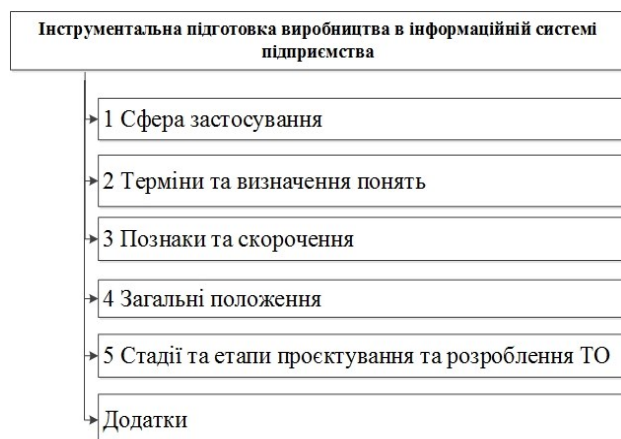 Інструментальна підготовка виробництва в інформаційній системі
підприємства
1 Сфера застосування
2 Терміни та визначення понять
3 Познаки та скорочення
4 Загальні положення
5 Стадії та етапи проєктування та розроблення ТО
Додатки